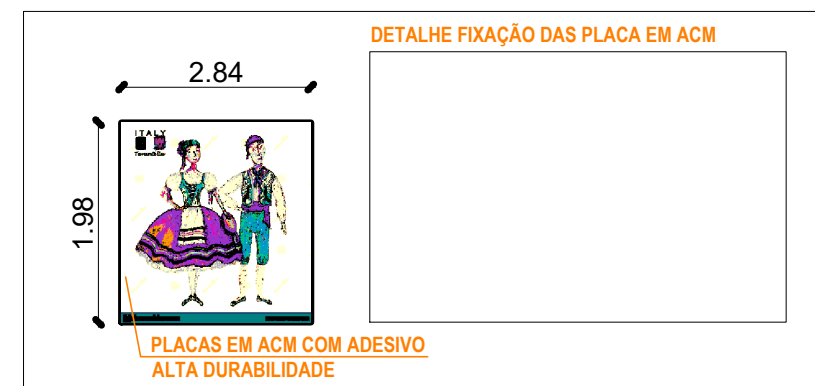 DETALHE FIXAÇÃO DAS PLACA EM ACM
2.84
ITALY
1.98
PLACAS EM ACM COM ADESIVO
ALTA DURABILIDADE